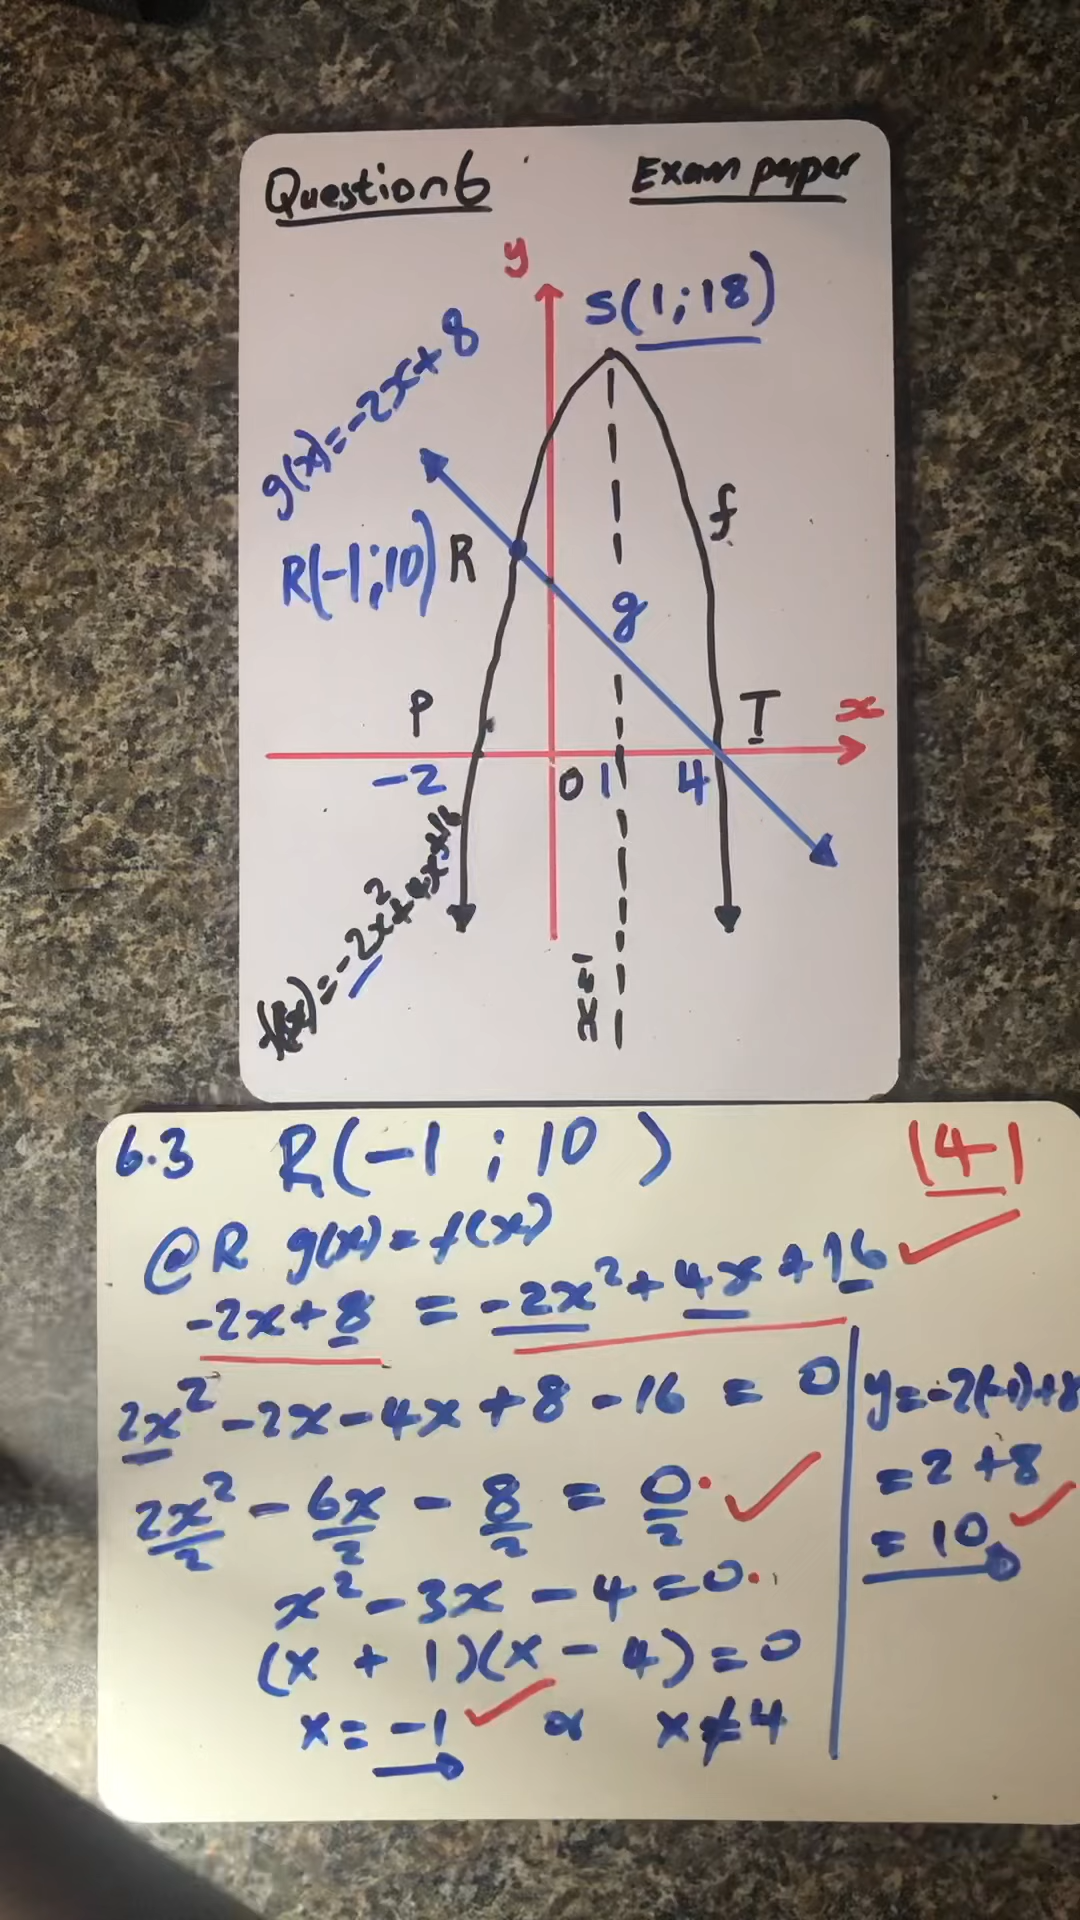 Question 6 Exam paper
y
S(1;18)
g(x)=-2x+8
f
R(-1;10) R
g
P T x
-2 0 1 4
f(x)=-2x²+4x+16
x=1
6.3 R(-1 ; 10 ) |4|
@R g(x)=f(x)
-2x+8 = -2x²+4x+16
2x²-2x-4x+8-16 = 0
2x²/2 - 6x/2 - 8/2 = 0/2
x²-3x-4=0
(x + 1)(x - 4)=0
x=-1 or x≠4
y=-2(-1)+8
=2+8
=10